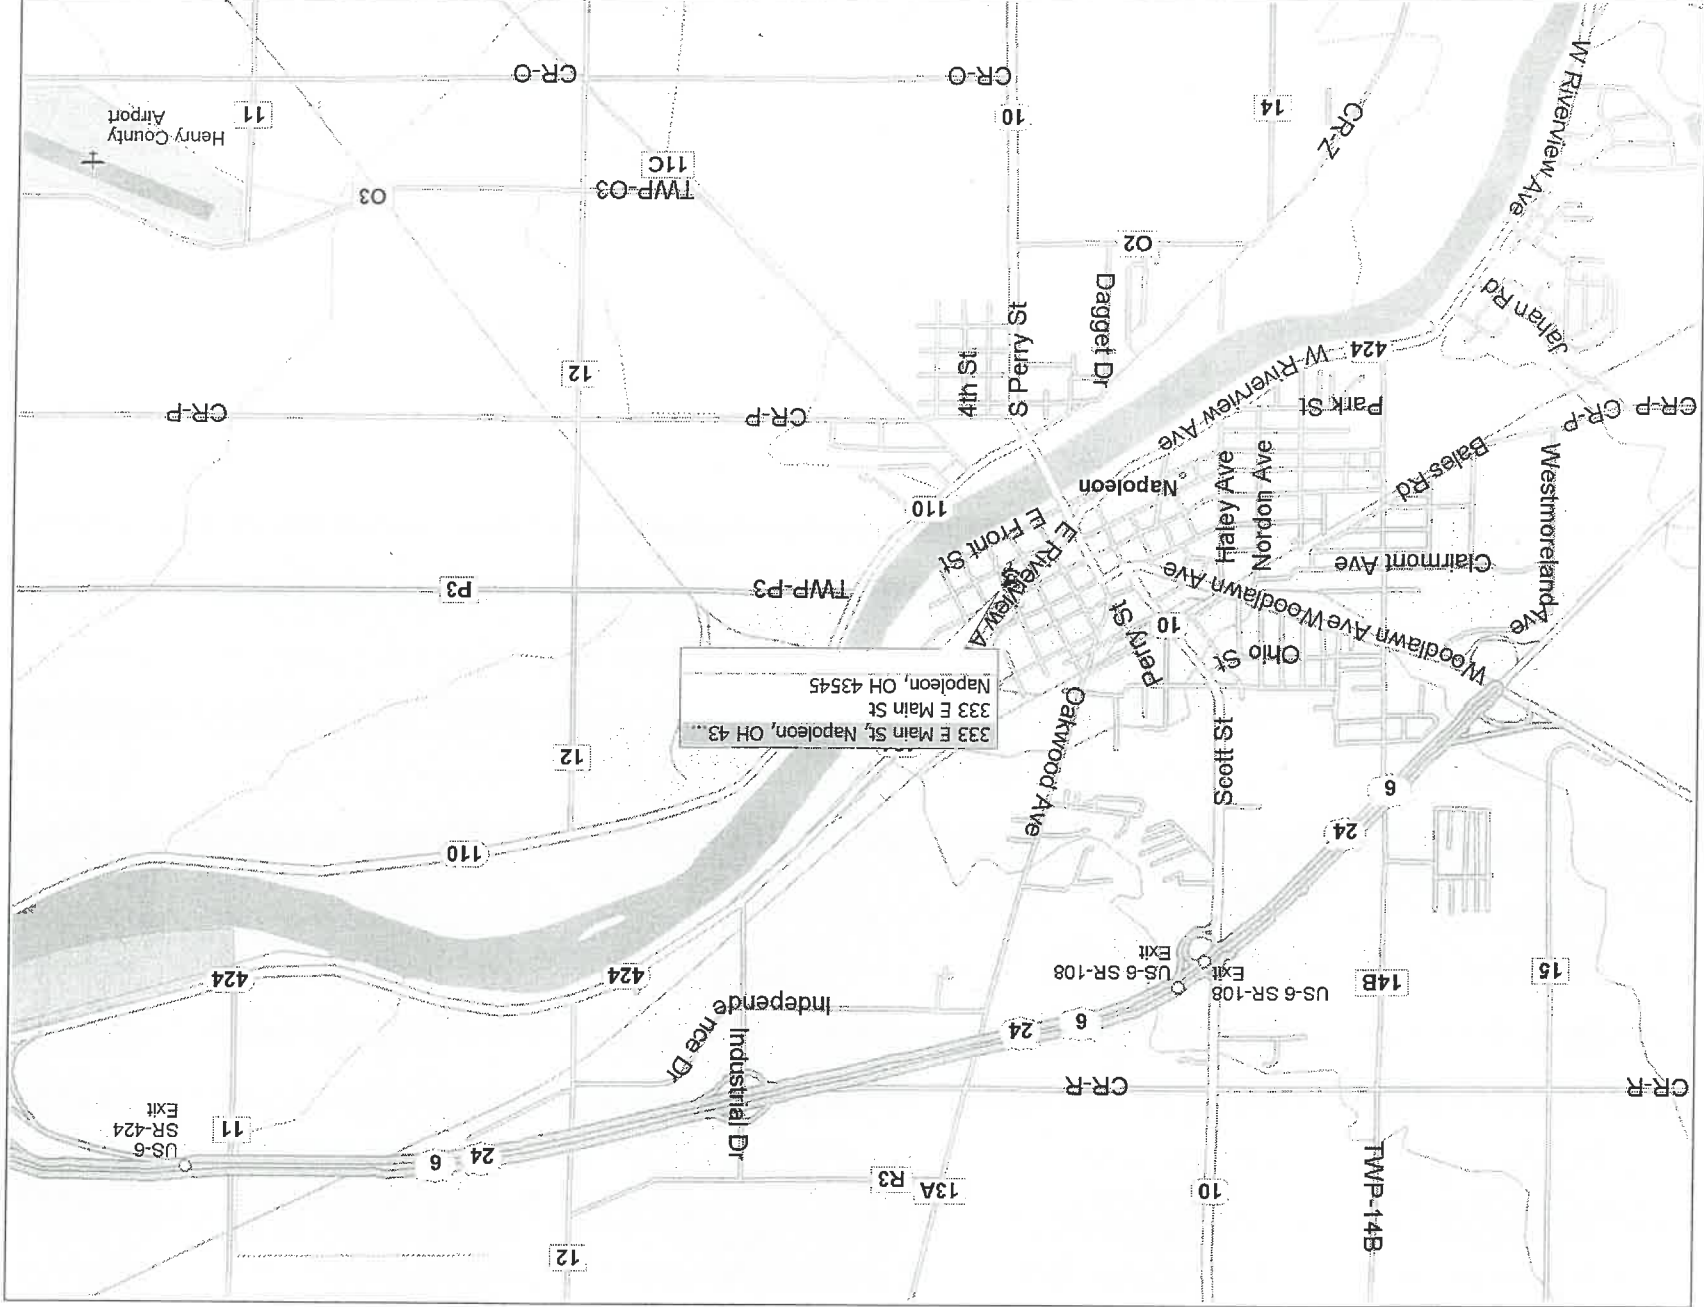 12
TWP-14B
10
13A
R3
15
14B
CR-R
CR-R
24
6
11
US-6
SR-424
Exit
Industrial Dr
Independe
nce Dr
US-6 SR-108
Exit
US-6 SR-108
Exit
24
6
424
424
24
6
110
Scott St
Oakwood Ave
12
333 E Main St, Napoleon, OH 43...
333 E Main St
Napoleon, OH 43545
Woodlawn Ave
Woodlawn Ave
Ohio St
Perry St
10
Westmoreland Ave
Clairmont Ave
Nordon Ave
Haley Ave
E Riverview A
E Front St
TWP-P3
P3
Napoleon
110
Bales Rd
CR-P
CR-P
CR-P
CR-P
Park St
W Riverview Ave
424
Jahan Rd
Dagget Dr
S Perry St
4th St
12
O2
W Riverview Ave
TWP-O3
O3
11C
CR-Z
14
10
11
Henry County
Airport
CR-O
CR-O